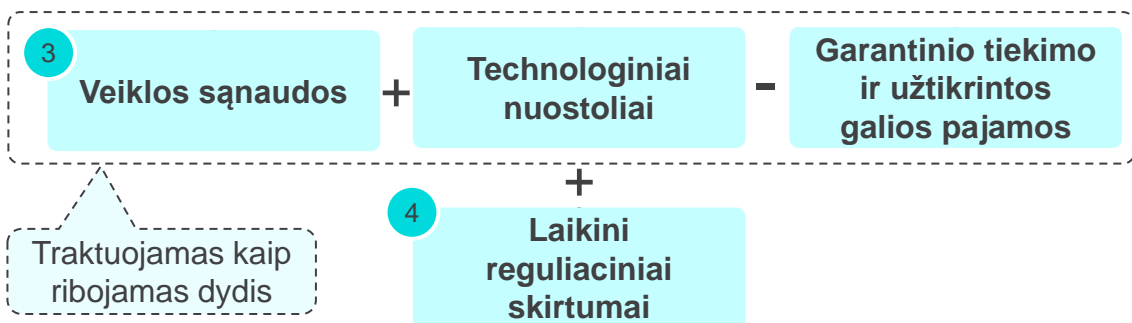 3
Veiklos sąnaudos
+
Technologiniai
nuostoliai
-
Garantinio tiekimo
ir užtikrintos
galios pajamos
+
4
Laikini
reguliaciniai
skirtumai
Traktuojamas kaip
ribojamas dydis